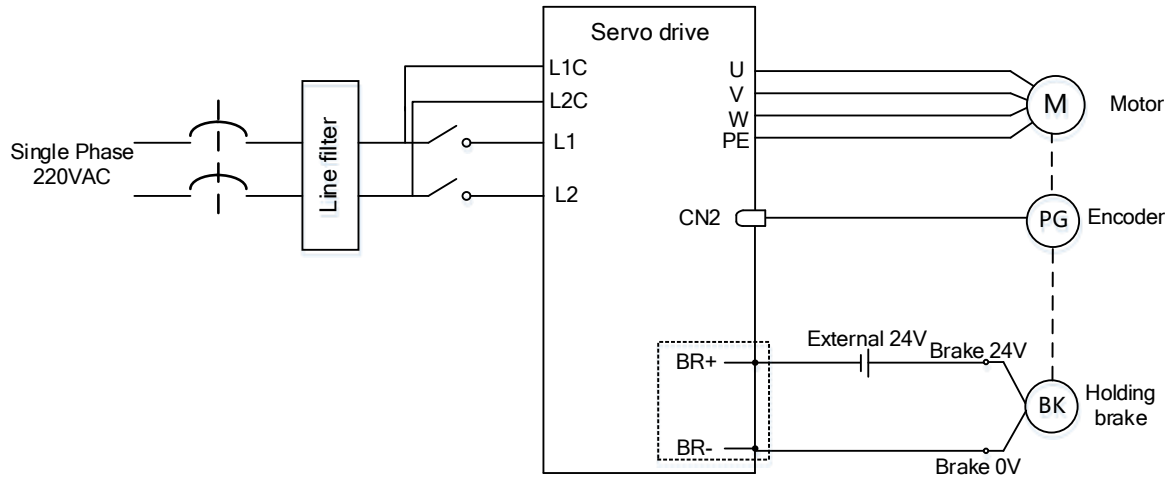 Servo drive
L1C
L2C
L1
L2
Single Phase
220VAC
Line filter
U
V
W
PE
M
Motor
CN2
PG
Encoder
External 24V
Brake 24V
BR+
BK
Holding
brake
BR-
Brake 0V